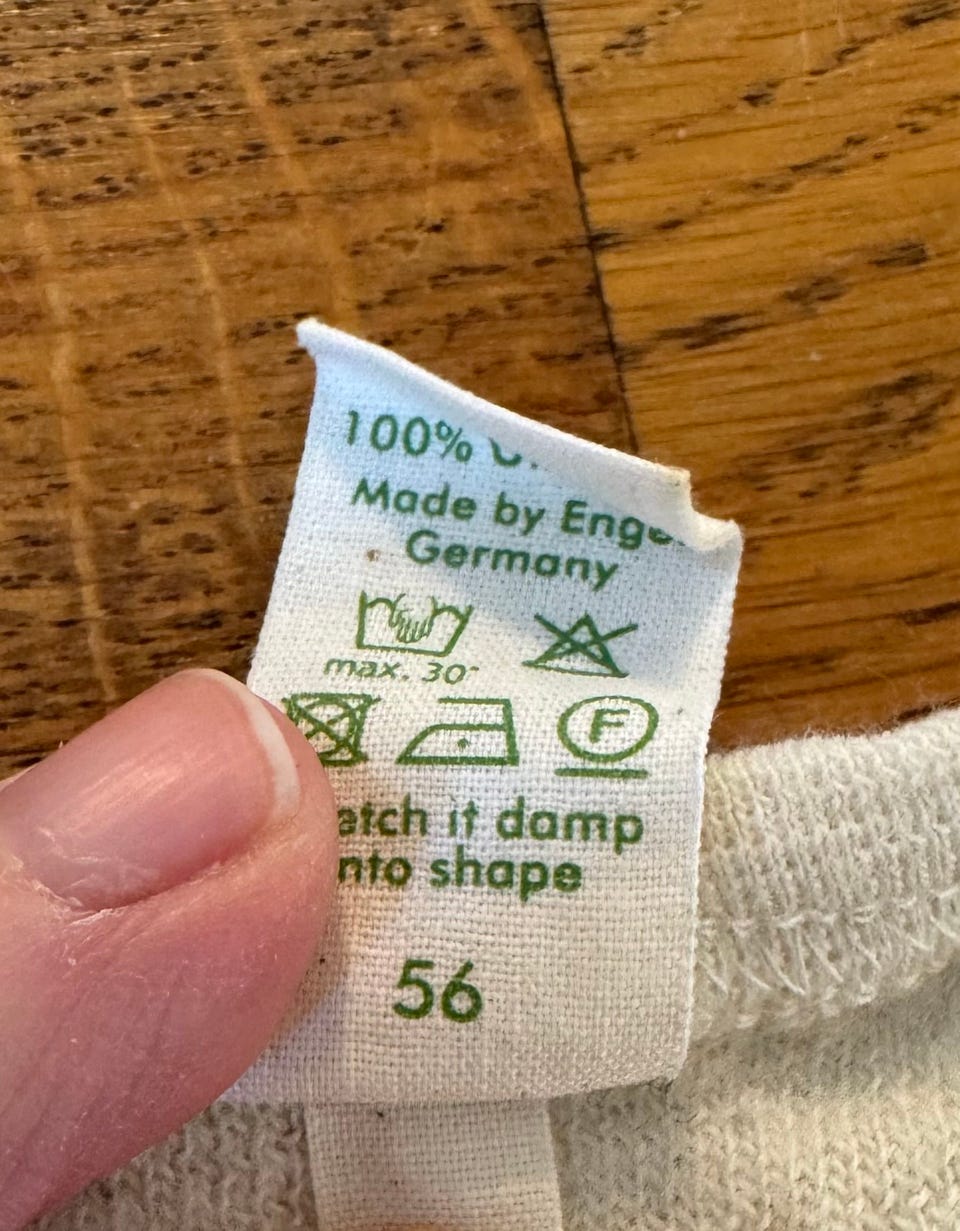 100%
Made by
Germany
max. 30°
F
it damp
shape
56